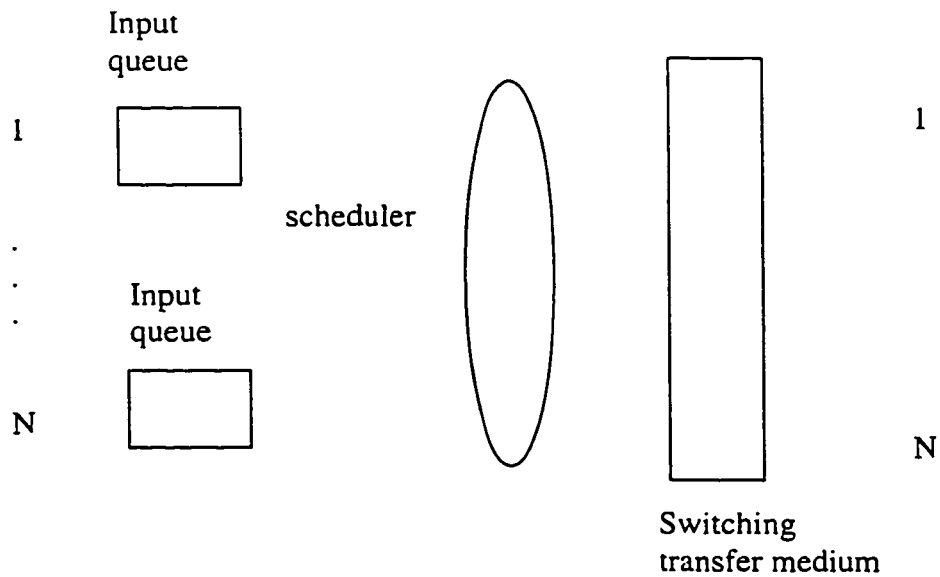 Input
queue
1
1
scheduler
.
.
.
Input
queue
N
N
Switching
transfer medium